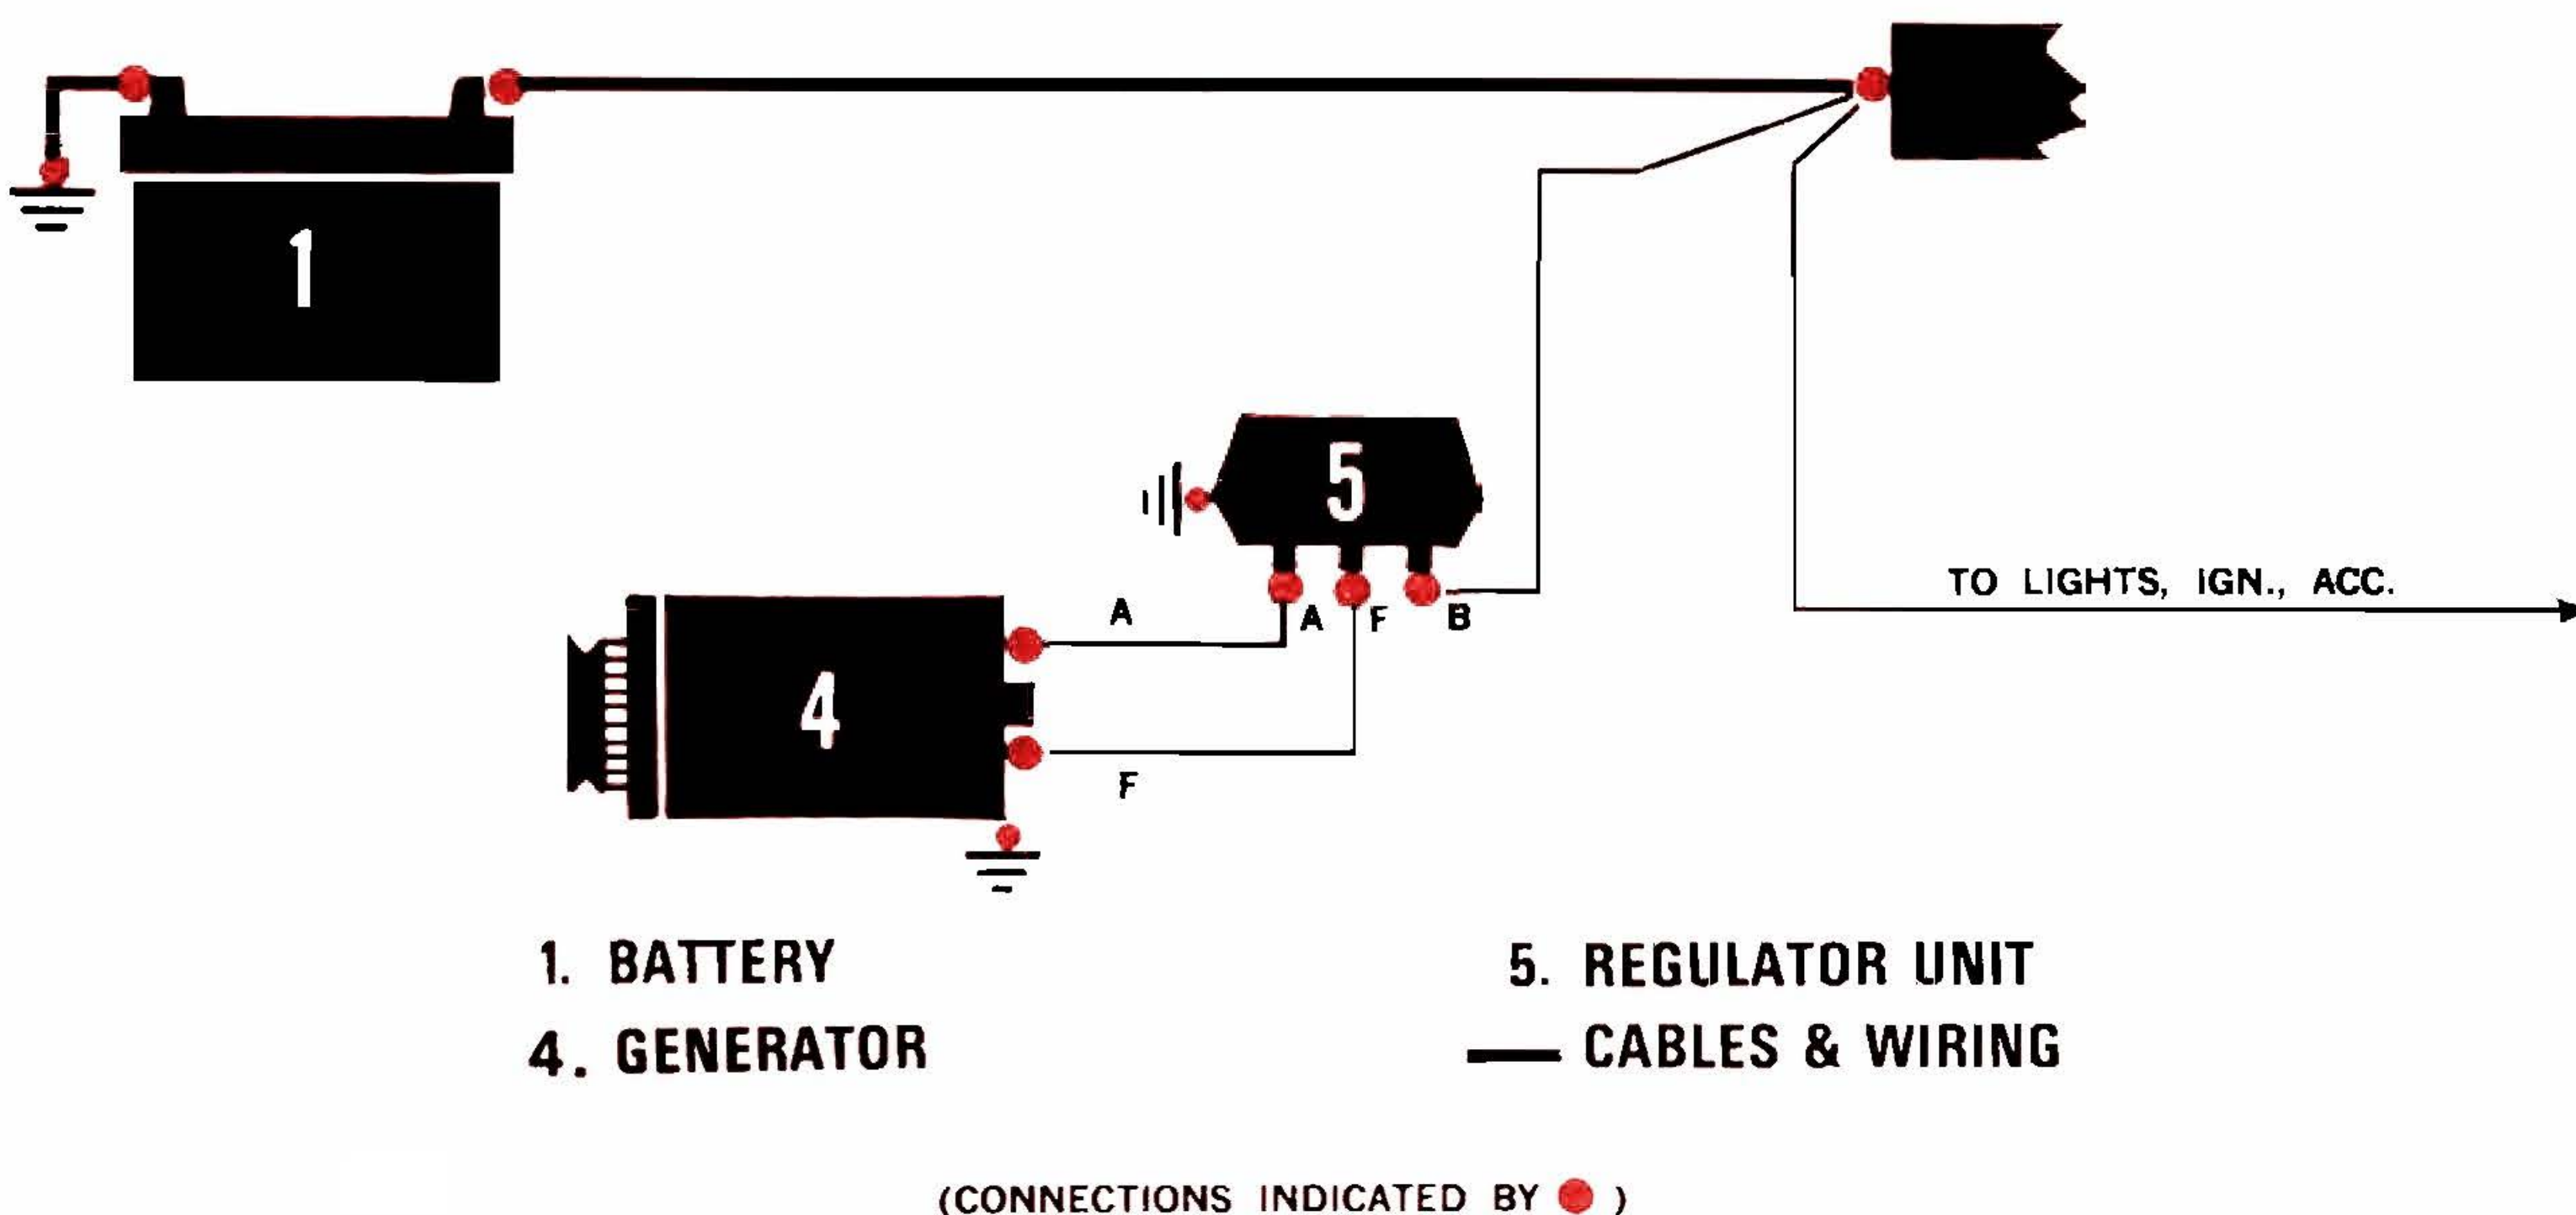 1
5
TO LIGHTS, IGN., ACC.
A
A F B
4
F
1. BATTERY
4. GENERATOR
5. REGULATOR UNIT
CABLES & WIRING
(CONNECTIONS INDICATED BY )